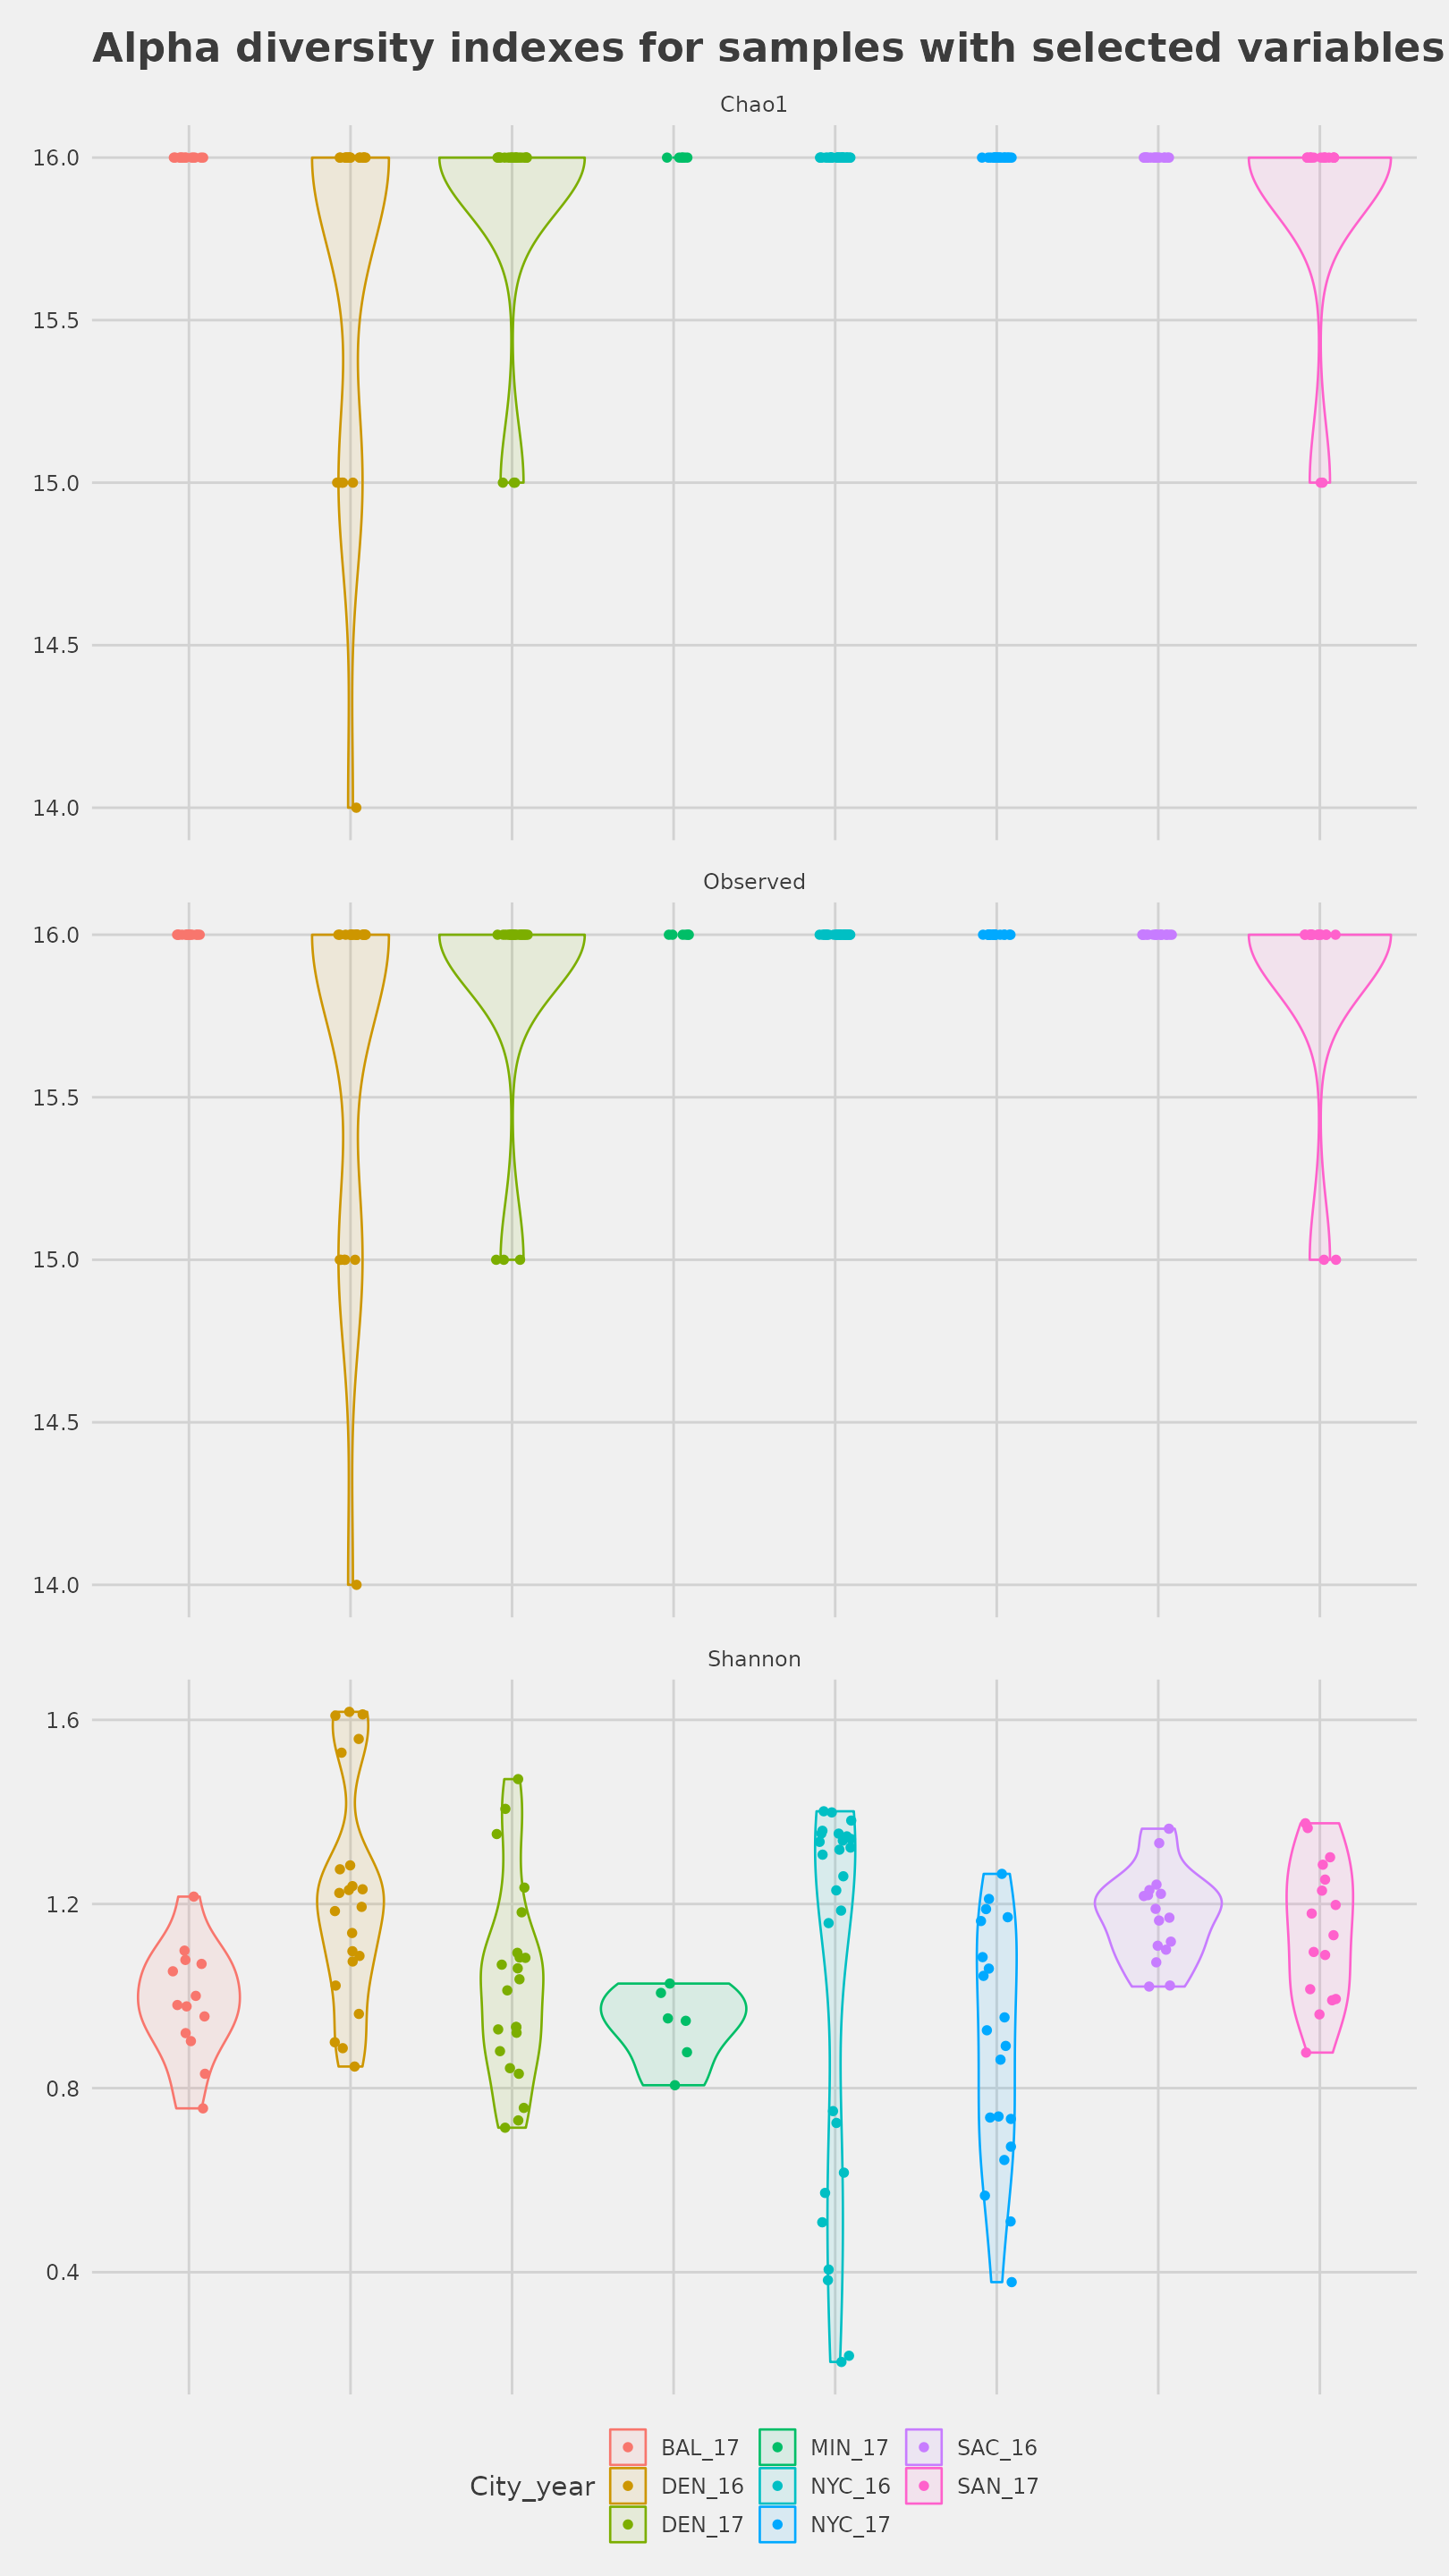 Alpha diversity indexes for samples with selected variables
Chao1
16.0
15.5
15.0
14.5
14.0
Observed
16.0
15.5
15.0
14.5
14.0
Shannon
1.6
1.2
0.8
0.4
City_year
BAL_17
DEN_16
DEN_17
MIN_17
NYC_16
NYC_17
SAC_16
SAN_17